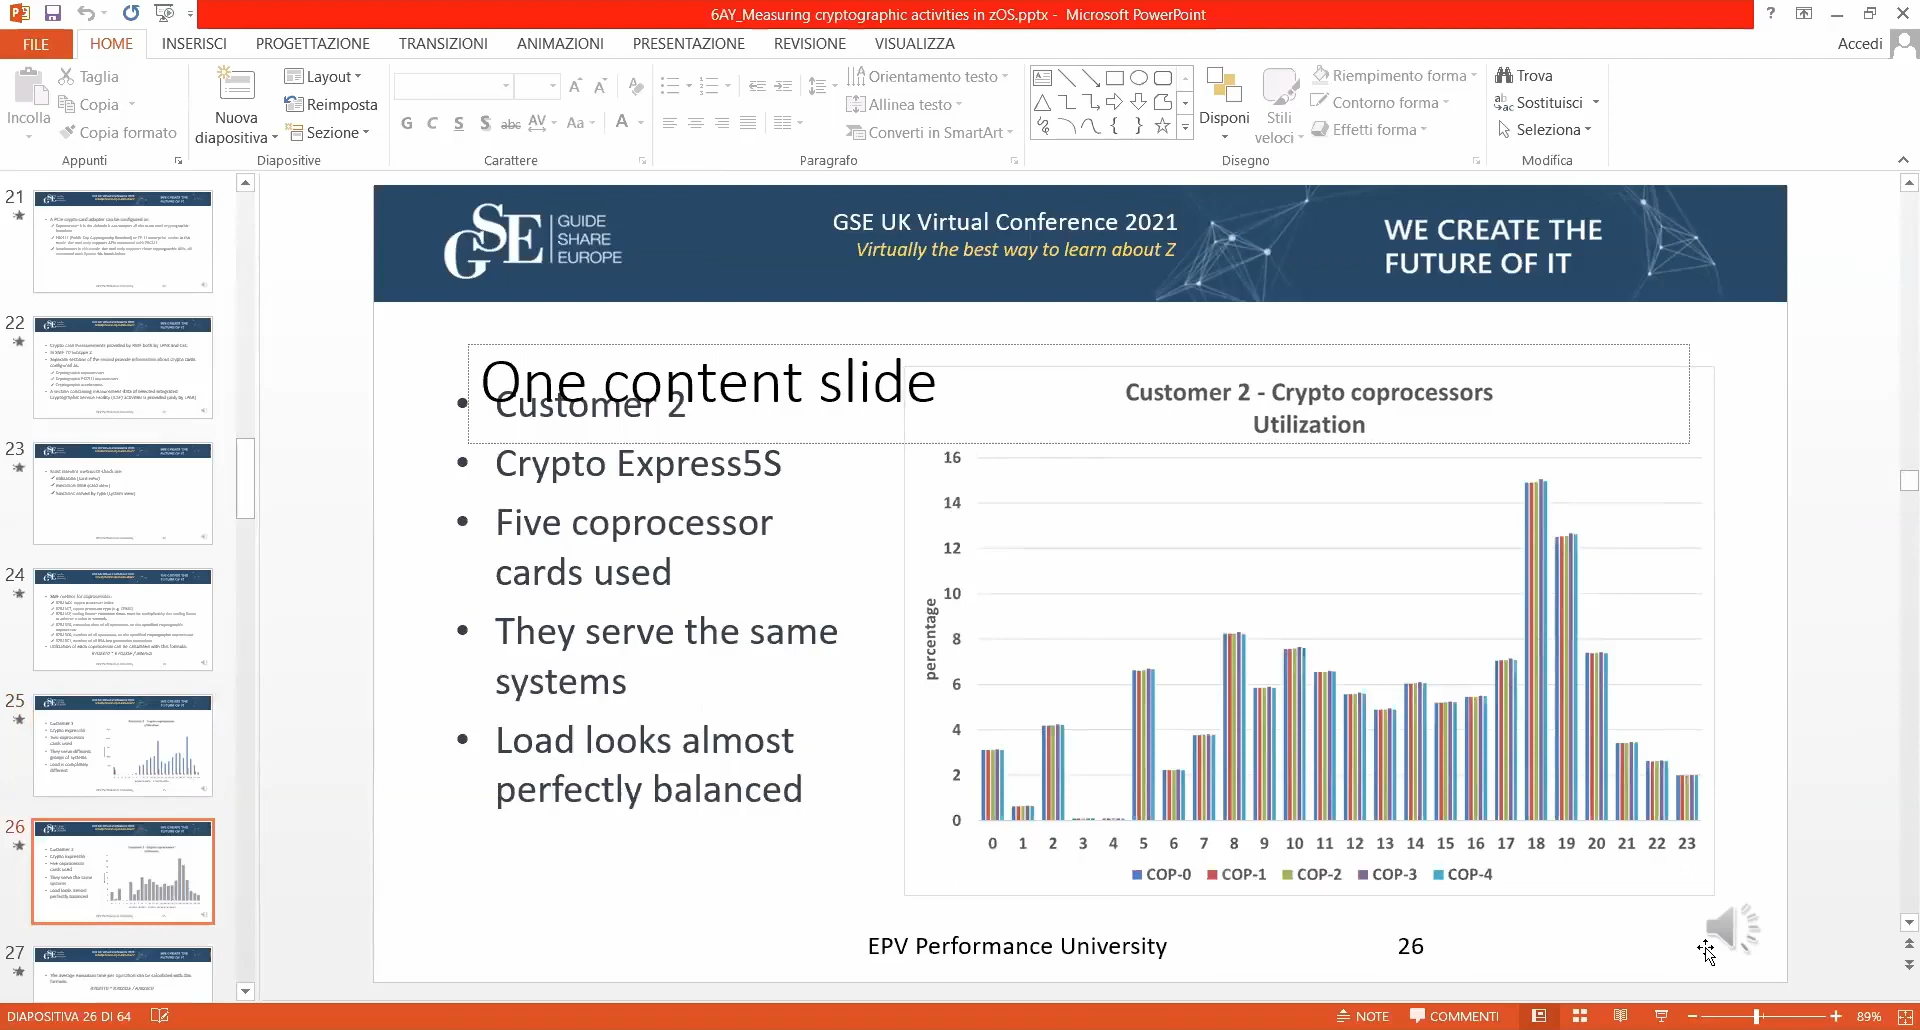 6AY_Measuring cryptographic activities in zOS.pptx - Microsoft PowerPoint
FILE HOME INSERISCI PROGETTAZIONE TRANSIZIONI ANIMAZIONI PRESENTAZIONE REVISIONE VISUALIZZA Accedi
Incolla
Taglia
Copia
Copia formato
Appunti
Nuova
diapositiva
Layout
Reimposta
Sezione
Diapositive
G C S S abc AV Aa A
Carattere
Orientamento testo
Allinea testo
Converti in SmartArt
Paragrafo
Disponi
Stili
veloci
Riempimento forma
Contorno forma
Effetti forma
Disegno
Trova
Sostituisci
Seleziona
Modifica
21
22
23
24
25
26
27
GSE
GUIDE
SHARE
EUROPE
GSE UK Virtual Conference 2021
Virtually the best way to learn about Z
WE CREATE THE
FUTURE OF IT
One content slide
• Customer 2
• Crypto Express5S
• Five coprocessor
cards used
• They serve the same
systems
• Load looks almost
perfectly balanced
Customer 2 - Crypto coprocessors
Utilization
percentage
16
14
12
10
8
6
4
2
0
0 1 2 3 4 5 6 7 8 9 10 11 12 13 14 15 16 17 18 19 20 21 22 23
COP-0 COP-1 COP-2 COP-3 COP-4
EPV Performance University 26
DIAPOSITIVA 26 DI 64 NOTE COMMENTI 89%